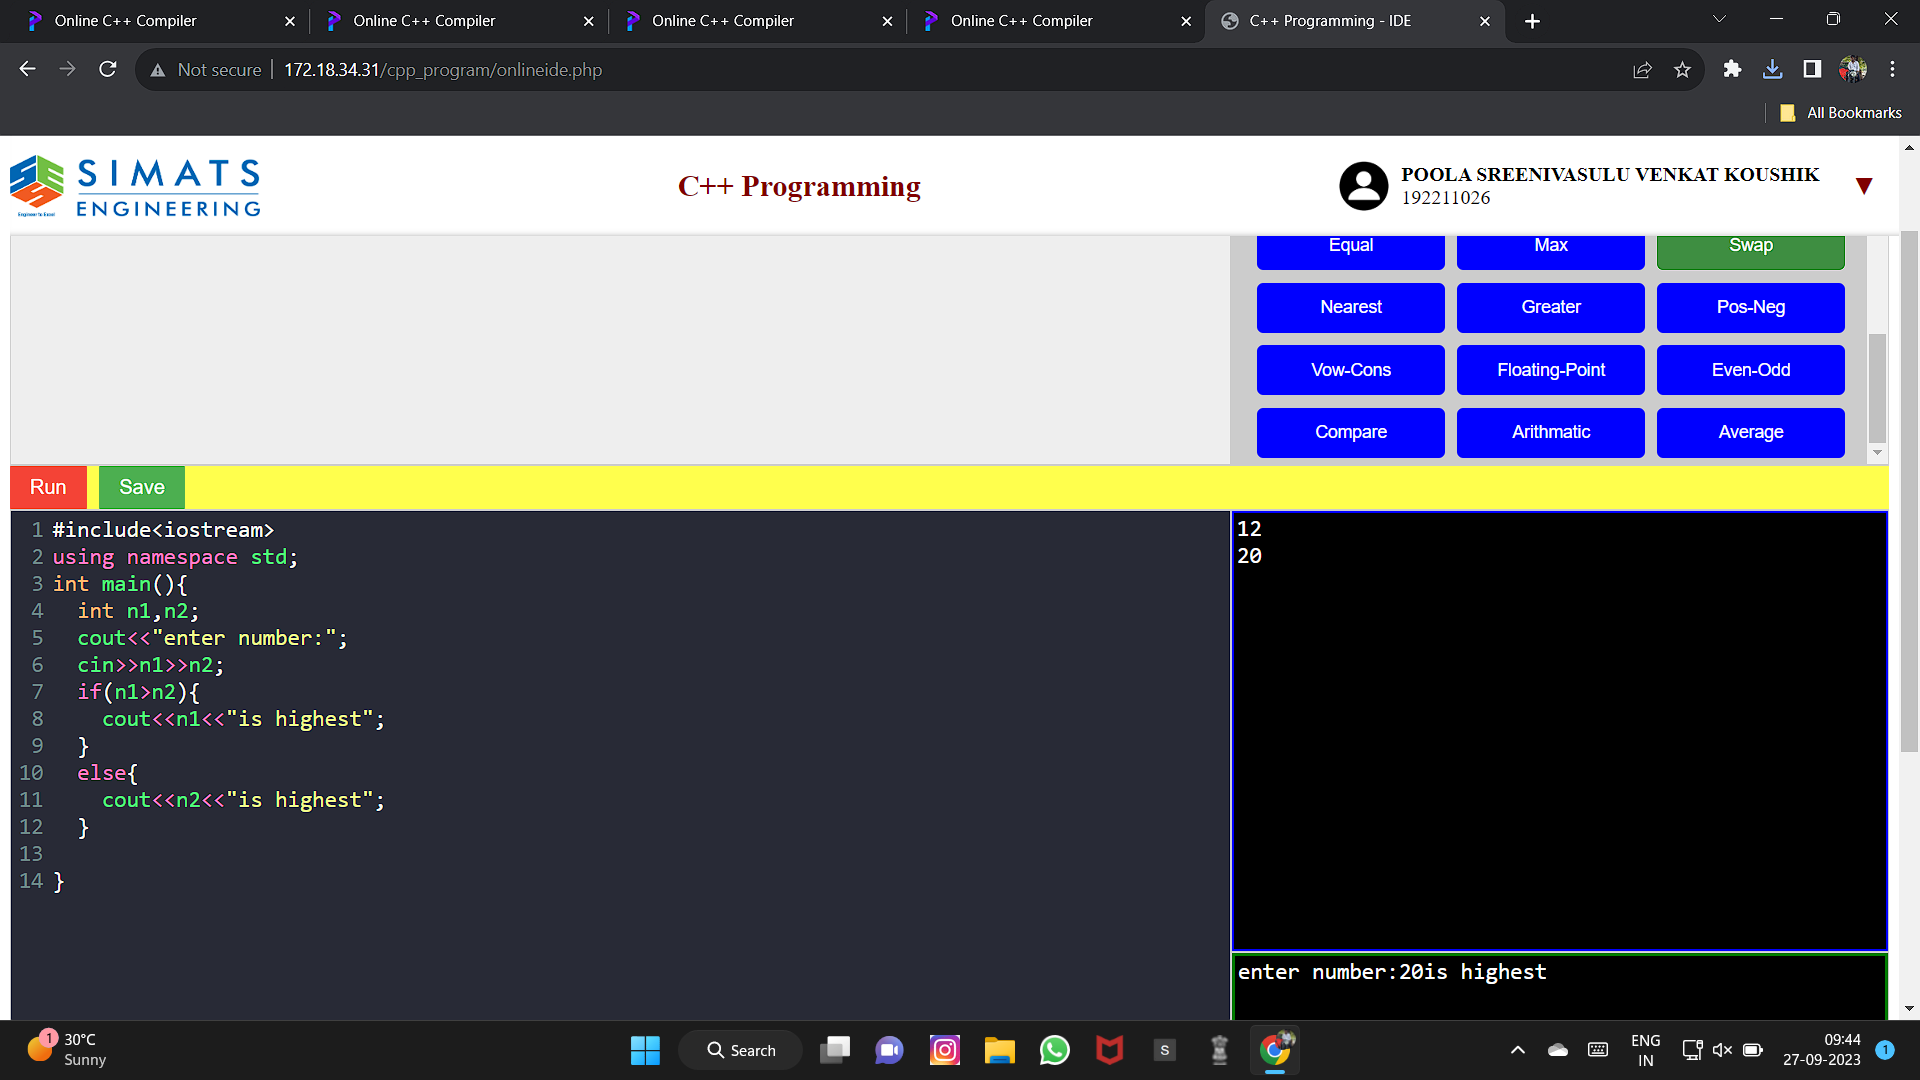 Online C++ Compiler
Online C++ Compiler
Online C++ Compiler
Online C++ Compiler
C++ Programming - IDE
Not secure
172.18.34.31/cpp_program/onlineide.php
All Bookmarks
SIMATS
ENGINEERING
Engineer to Excel
C++ Programming
POOLA SREENIVASULU VENKAT KOUSHIK
192211026
Equal Max Swap
Nearest Greater Pos-Neg
Vow-Cons Floating-Point Even-Odd
Compare Arithmatic Average
Run Save
1 #include<iostream>
2 using namespace std;
3 int main(){
4 int n1,n2;
5 cout<<"enter number:";
6 cin>>n1>>n2;
7 if(n1>n2){
8 cout<<n1<<"is highest";
9 }
10 else{
11 cout<<n2<<"is highest";
12 }
13
14 }
12
20
enter number:20is highest
1
30°C
Sunny
Search
S
ENG
IN
09:44
27-09-2023
1